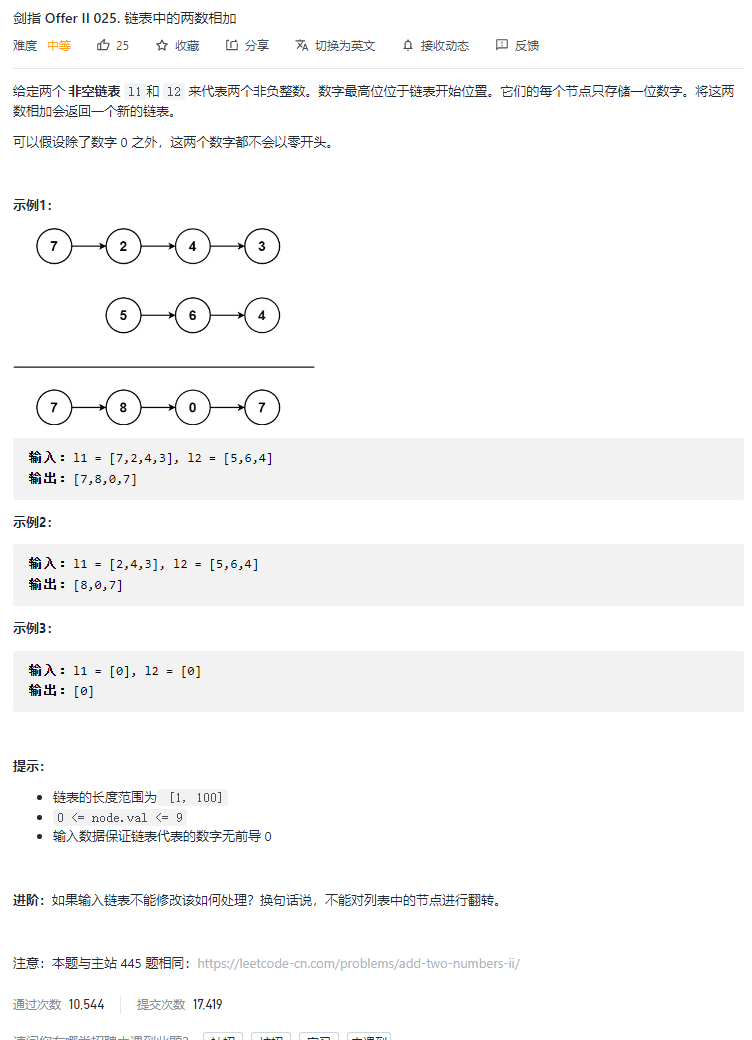 剑指 Offer II 025. 链表中的两数相加
难度 中等 25 收藏 分享 切换为英文 接收动态 反馈
给定两个 非空链表 l1 和 l2 来代表两个非负整数。数字最高位位于链表开始位置。它们的每个节点只存储一位数字。将这两
数相加会返回一个新的链表。
可以假设除了数字 0 之外，这两个数字都不会以零开头。
示例1：
7 2 4 3
5 6 4
7 8 0 7
输入：l1 = [7,2,4,3], l2 = [5,6,4]
输出：[7,8,0,7]
示例2：
输入：l1 = [2,4,3], l2 = [5,6,4]
输出：[8,0,7]
示例3：
输入：l1 = [0], l2 = [0]
输出：[0]
提示：
链表的长度范围为 [1, 100]
0 <= node.val <= 9
输入数据保证链表代表的数字无前导 0
进阶：如果输入链表不能修改该如何处理？换句话说，不能对列表中的节点进行翻转。
注意：本题与主站 445 题相同：https://leetcode-cn.com/problems/add-two-numbers-ii/
通过次数 10,544 提交次数 17,419